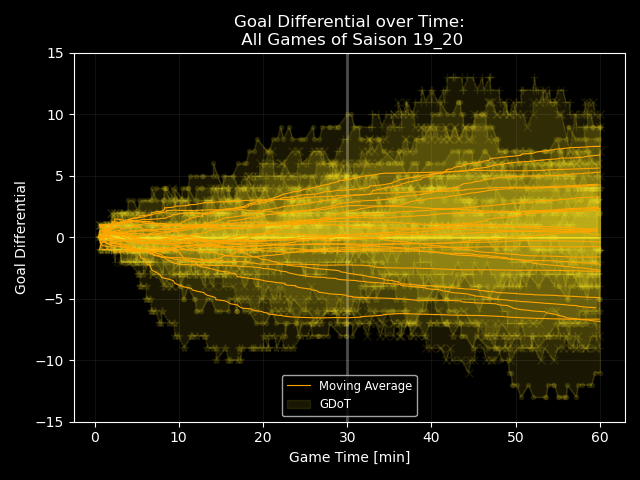 Goal Differential over Time:
All Games of Saison 19_20
15
10
5
0
−5
−10
−15
Goal Differential
Moving Average
GDoT
0 10 20 30 40 50 60
Game Time [min]